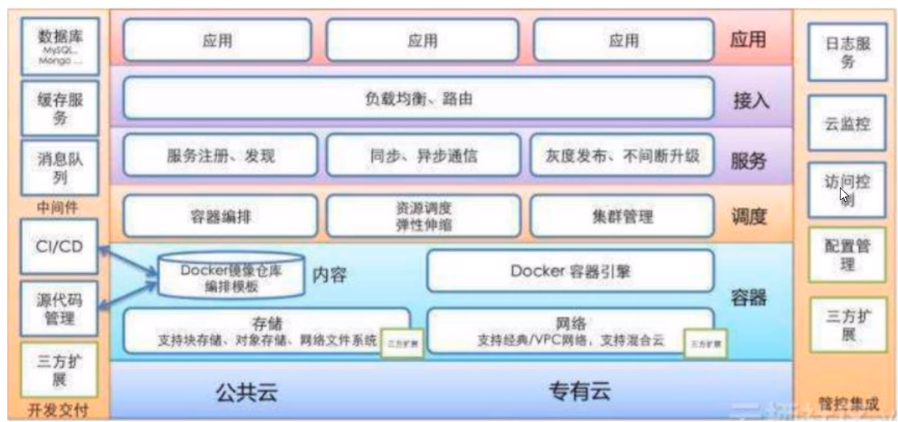 数据库
MySQL..
Mongo ...
缓存服
务
消息队
列
中间件
CI/CD
源代码
管理
三方扩
展
开发交付
应用
应用
应用
应用
负载均衡、路由
接入
服务注册、发现
同步、异步通信
灰度发布、不间断升级
服务
容器编排
资源调度
弹性伸缩
集群管理
调度
Docker镜像仓库
编排模板
内容
Docker 容器引擎
容器
存储
支持块存储、对象存储、网络文件系统
三方扩展
网络
支持经典/VPC网络，支持混合云
三方扩展
公共云
专有云
日志服
务
云监控
访问控
制
配置管
理
三方扩
展
管控集成